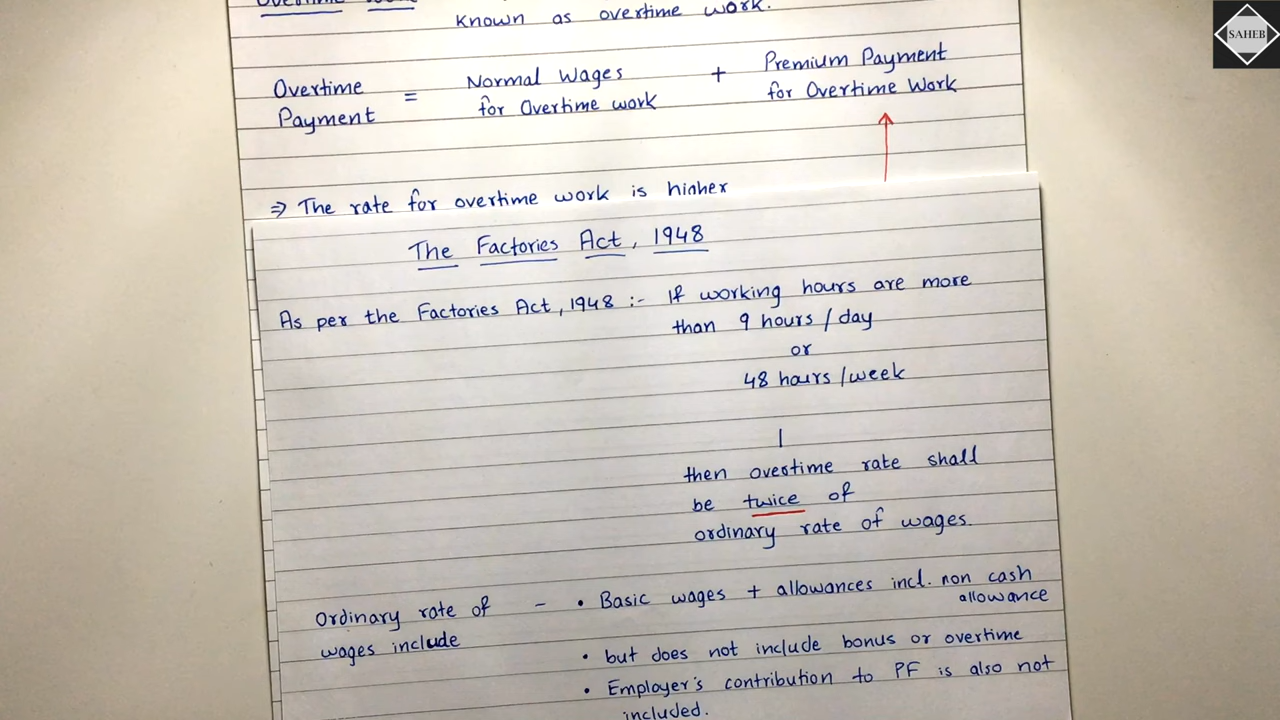 Overtime Work
known as overtime work.
Overtime Payment = Normal Wages for Overtime work + Premium Payment for Overtime Work
⇒ The rate for overtime work is higher
The Factories Act, 1948
As per the Factories Act, 1948 :- If working hours are more
than 9 hours / day
or
48 hours / week
then overtime rate shall
be twice of
ordinary rate of wages.
Ordinary rate of wages include - • Basic wages + allowances incl. non cash
allowance
• but does not include bonus or overtime
• Employer's contribution to PF is also not
included.
SAHEB